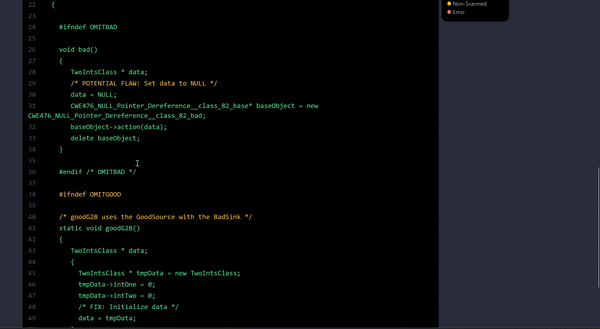 22 {
23
24 #ifndef OMITBAD
25
26 void bad()
27 {
28 TwoIntsClass * data;
29 /* POTENTIAL FLAW: Set data to NULL */
30 data = NULL;
31 CWE476_NULL_Pointer_Dereference__class_82_base* baseObject = new
CWE476_NULL_Pointer_Dereference__class_82_bad;
32 baseObject->action(data);
33 delete baseObject;
34 }
35
36 #endif /* OMITBAD */
37
38 #ifndef OMITGOOD
39
40 /* goodG2B uses the GoodSource with the BadSink */
41 static void goodG2B()
42 {
43 TwoIntsClass * data;
44 {
45 TwoIntsClass * tmpData = new TwoIntsClass;
46 tmpData->intOne = 0;
47 tmpData->intTwo = 0;
48 /* FIX: Initialize data */
49 data = tmpData;
Non-Scanned
Error